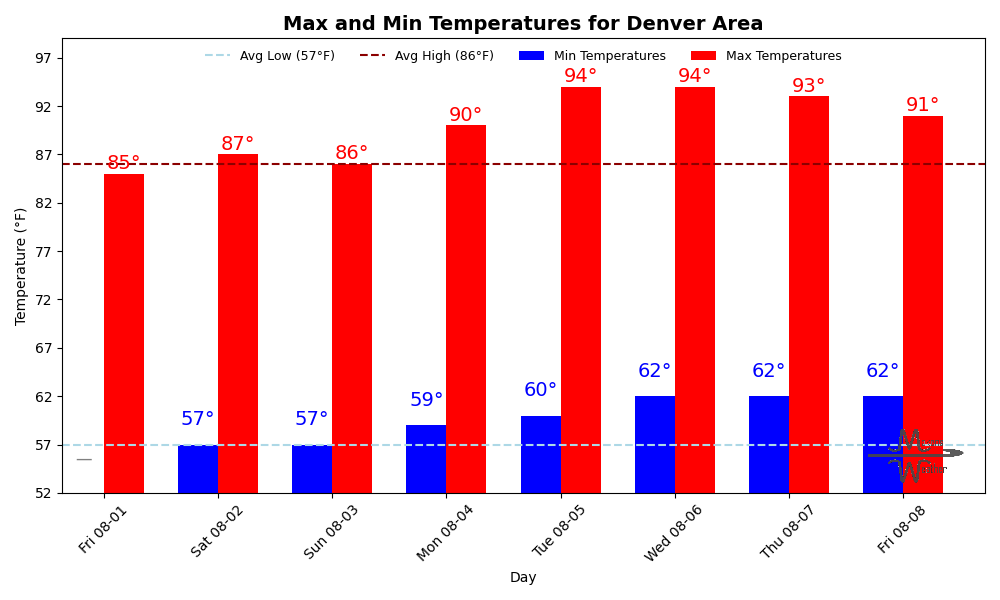 Max and Min Temperatures for Denver Area
Avg Low (57°F) Avg High (86°F) Min Temperatures Max Temperatures
97
92
87
82
77
72
67
62
57
52
Temperature (°F)
85° 87° 86° 90° 94° 94° 93° 91°
— 57° 57° 59° 60° 62° 62° 62°
Fri 08-01 Sat 08-02 Sun 08-03 Mon 08-04 Tue 08-05 Wed 08-06 Thu 08-07 Fri 08-08
Day